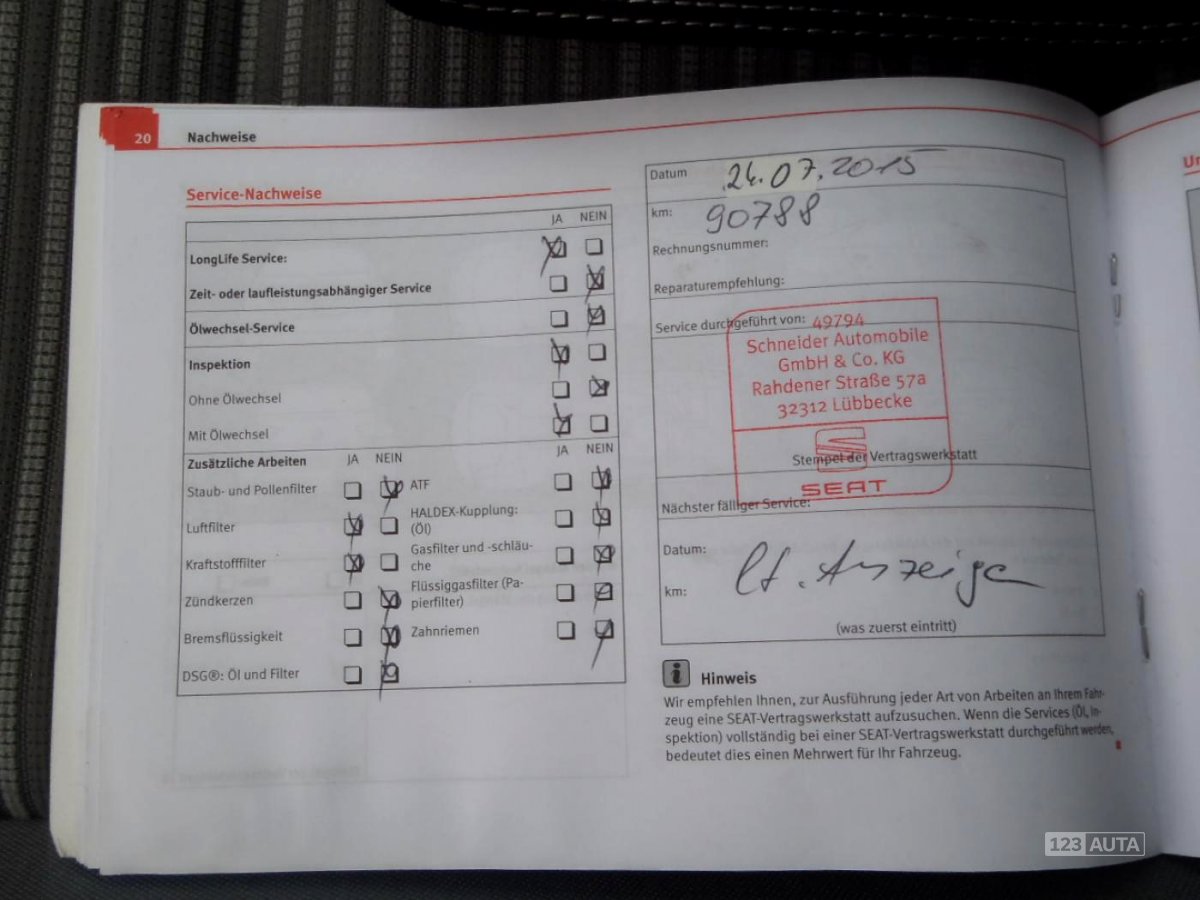 20 Nachweise
Service-Nachweise
JA NEIN
LongLife Service:
Zeit- oder laufleistungsabhängiger Service
Ölwechsel-Service
Inspektion
Ohne Ölwechsel
Mit Ölwechsel
JA NEIN
Zusätzliche Arbeiten JA NEIN
Staub- und Pollenfilter
Luftfilter
Kraftstofffilter
Zündkerzen
Bremsflüssigkeit
DSG®: Öl und Filter
ATF
HALDEX-Kupplung:
(Öl)
Gasfilter und -schläu-
che
Flüssiggasfilter (Pa-
pierfilter)
Zahnriemen
Datum 24.07.2015
km: 90788
Rechnungsnummer:
Reparaturempfehlung:
Service durchgeführt von: 49794
Schneider Automobile
GmbH & Co. KG
Rahdener Straße 57a
32312 Lübbecke
Stempel der Vertragswerkstatt
SEAT
Nächster fälliger Service:
Datum:
km:
lt. Anzeige
(was zuerst eintritt)
Hinweis
Wir empfehlen Ihnen, zur Ausführung jeder Art von Arbeiten an Ihrem Fahr-
zeug eine SEAT-Vertragswerkstatt aufzusuchen. Wenn die Services (Öl, In-
spektion) vollständig bei einer SEAT-Vertragswerkstatt durchgeführt werden,
bedeutet dies einen Mehrwert für Ihr Fahrzeug.
123 AUTA